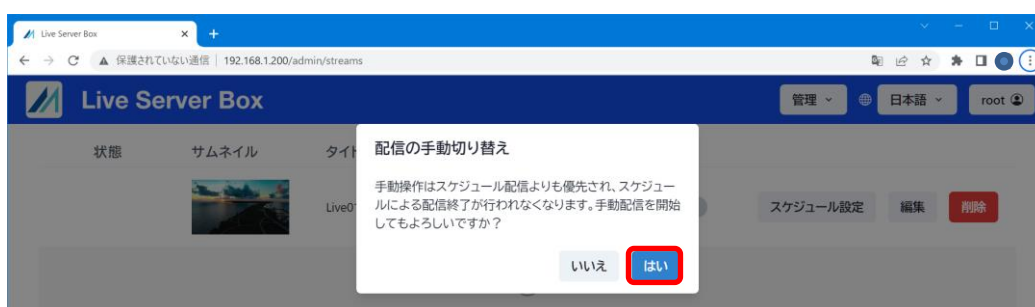 Live Server Box
保護されていない通信 | 192.168.1.200/admin/streams
Live Server Box 管理 日本語 root
状態 サムネイル タイト
配信の手動切り替え
手動操作はスケジュール配信よりも優先され、スケジュー
ルによる配信終了が行われなくなります。手動配信を開始
してもよろしいですか？
Live01 スケジュール設定 編集 削除
いいえ はい